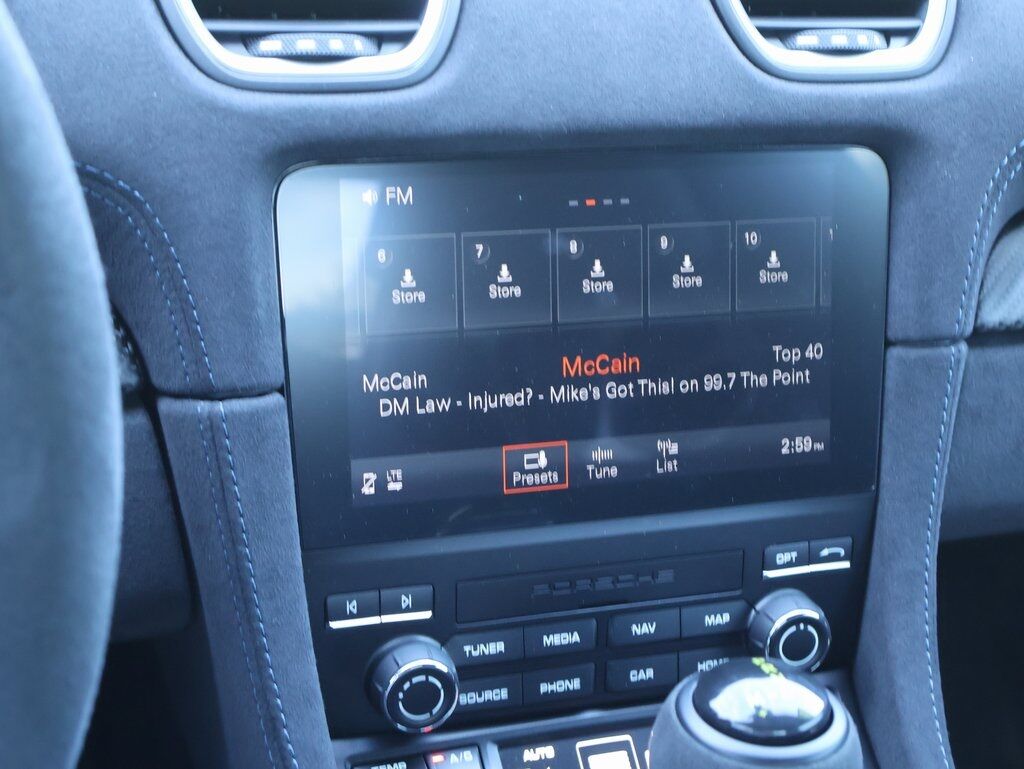 FM
6 7 8 9 10
Store Store Store Store Store
McCain
McCain Top 40
DM Law - Injured? - Mike's Got This! on 99.7 The Point
LTE Presets Tune List 2:59 PM
PORSCHE
OPT
TUNER MEDIA NAV MAP
SOURCE PHONE CAR HOME
TEMP A/C AUTO